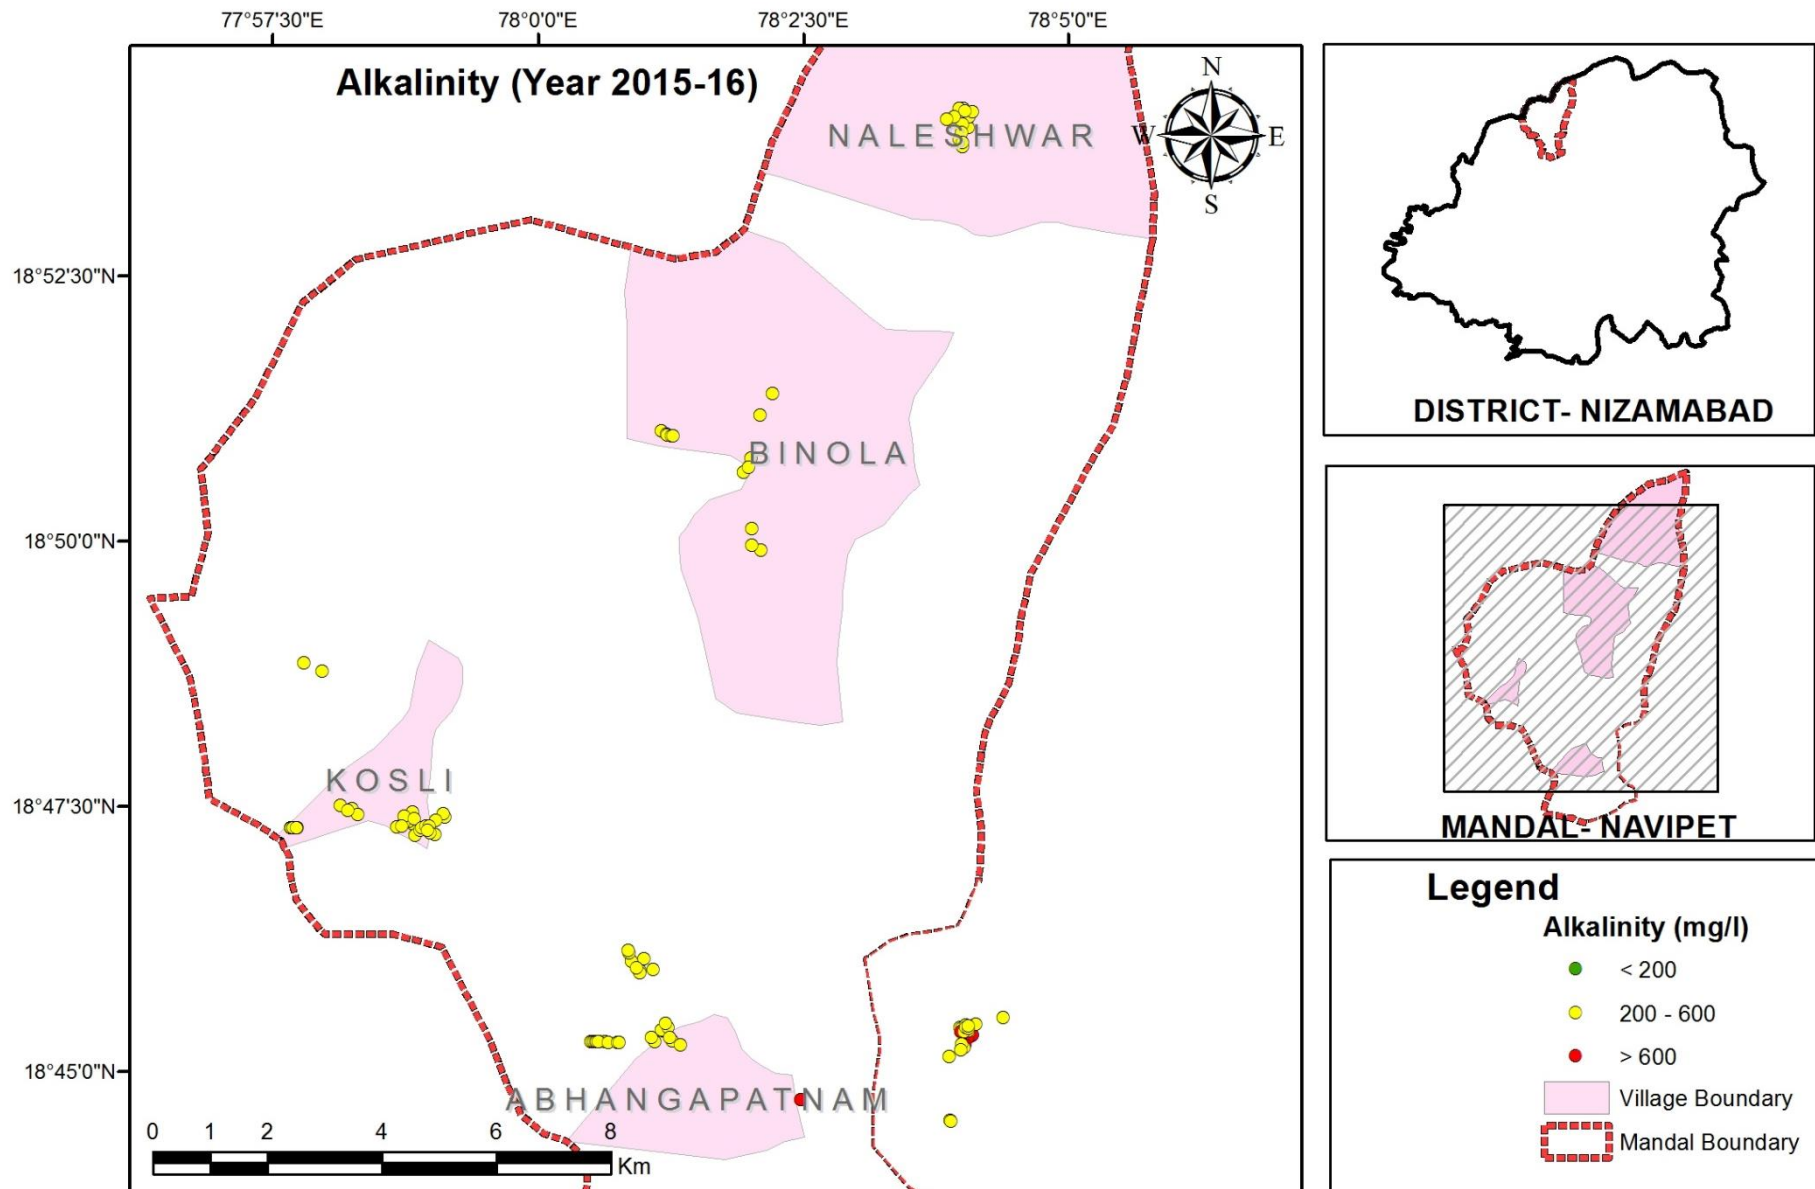 77°57'30"E
78°0'0"E
78°2'30"E
78°5'0"E
Alkalinity (Year 2015-16)
N
W
E
S
NALESHWAR
18°52'30"N
BINOLA
18°50'0"N
KOSLI
18°47'30"N
18°45'0"N
ABHANGAPATNAM
0 1 2 4 6 8
Km
DISTRICT- NIZAMABAD
MANDAL- NAVIPET
Legend
Alkalinity (mg/l)
< 200
200 - 600
> 600
Village Boundary
Mandal Boundary